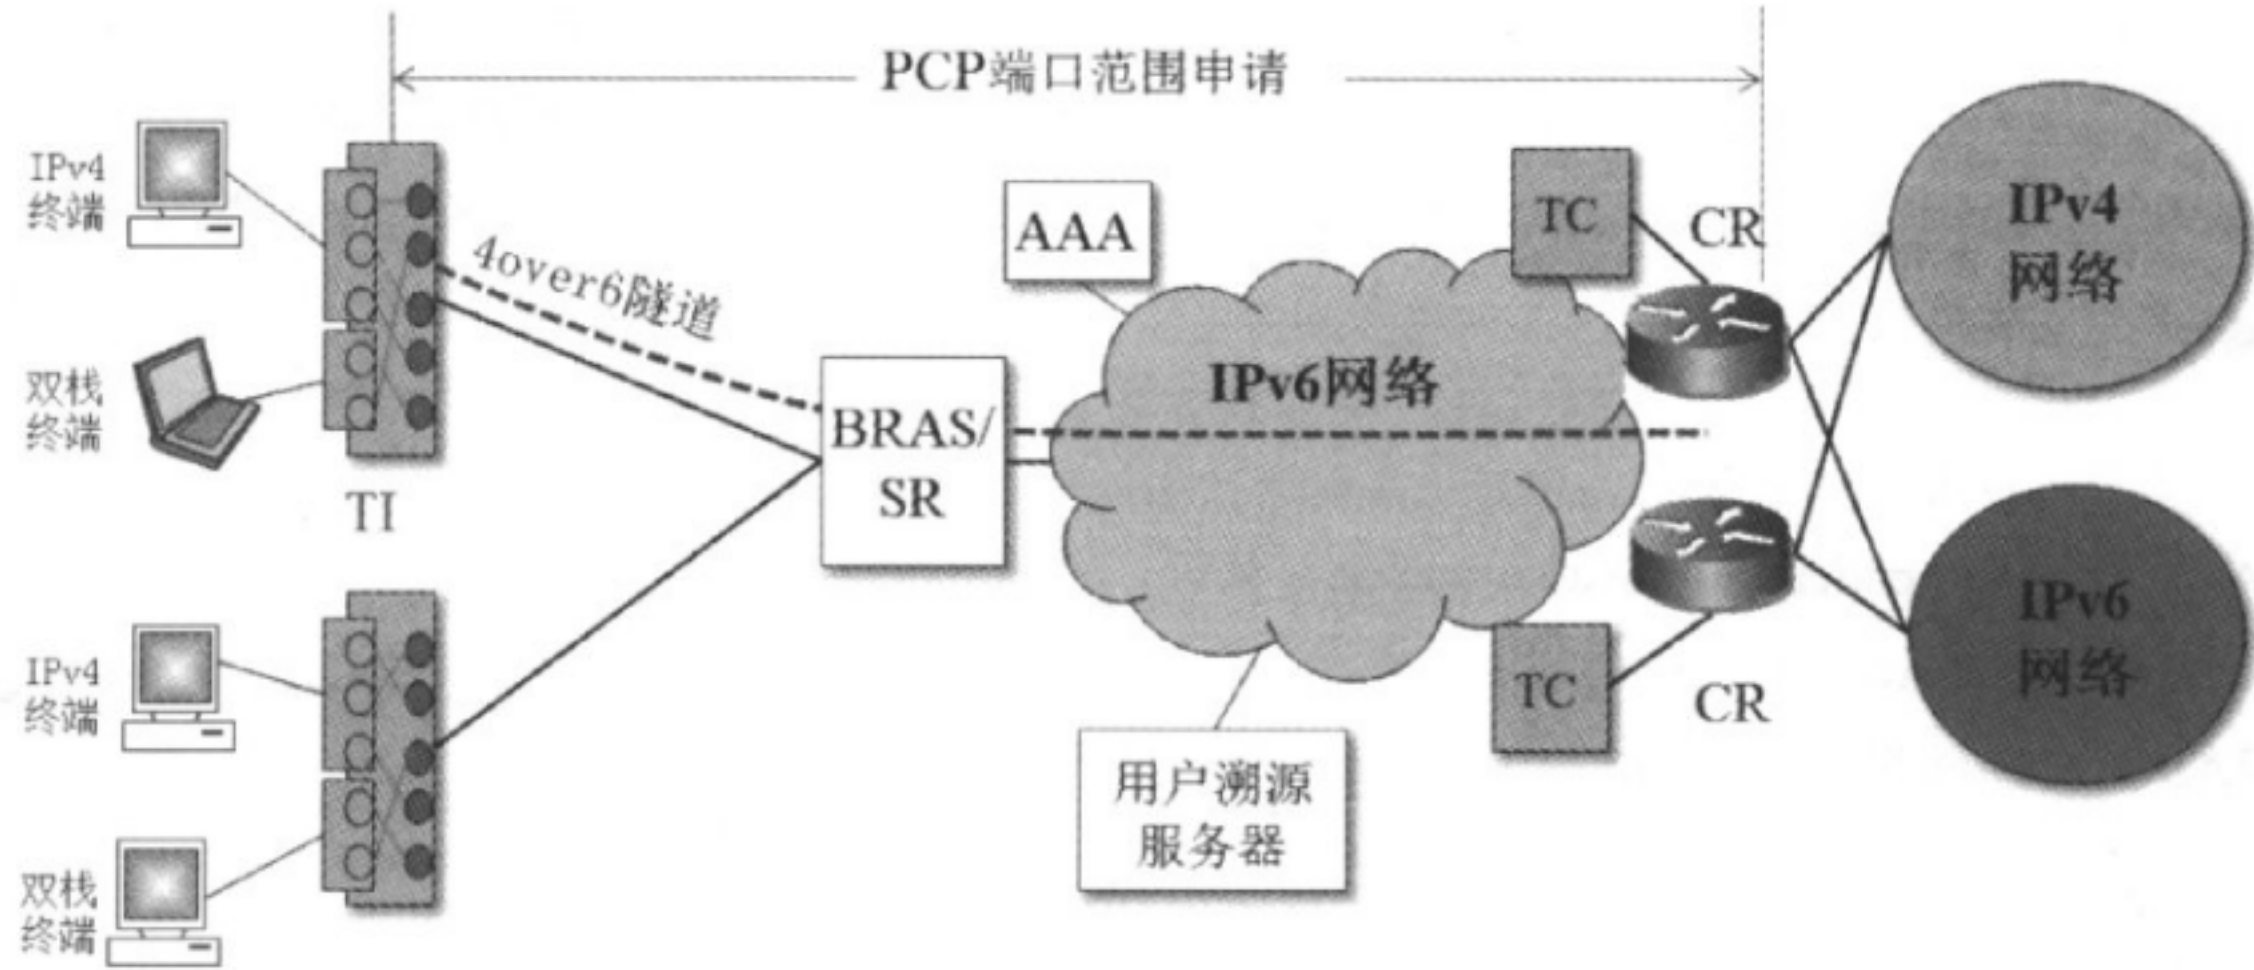 PCP端口范围申请
IPv4
终端
4over6隧道
AAA
TC
CR
IPv4
网络
双栈
终端
IPv6网络
BRAS/
SR
TI
IPv6
网络
IPv4
终端
TC
CR
用户溯源
服务器
双栈
终端